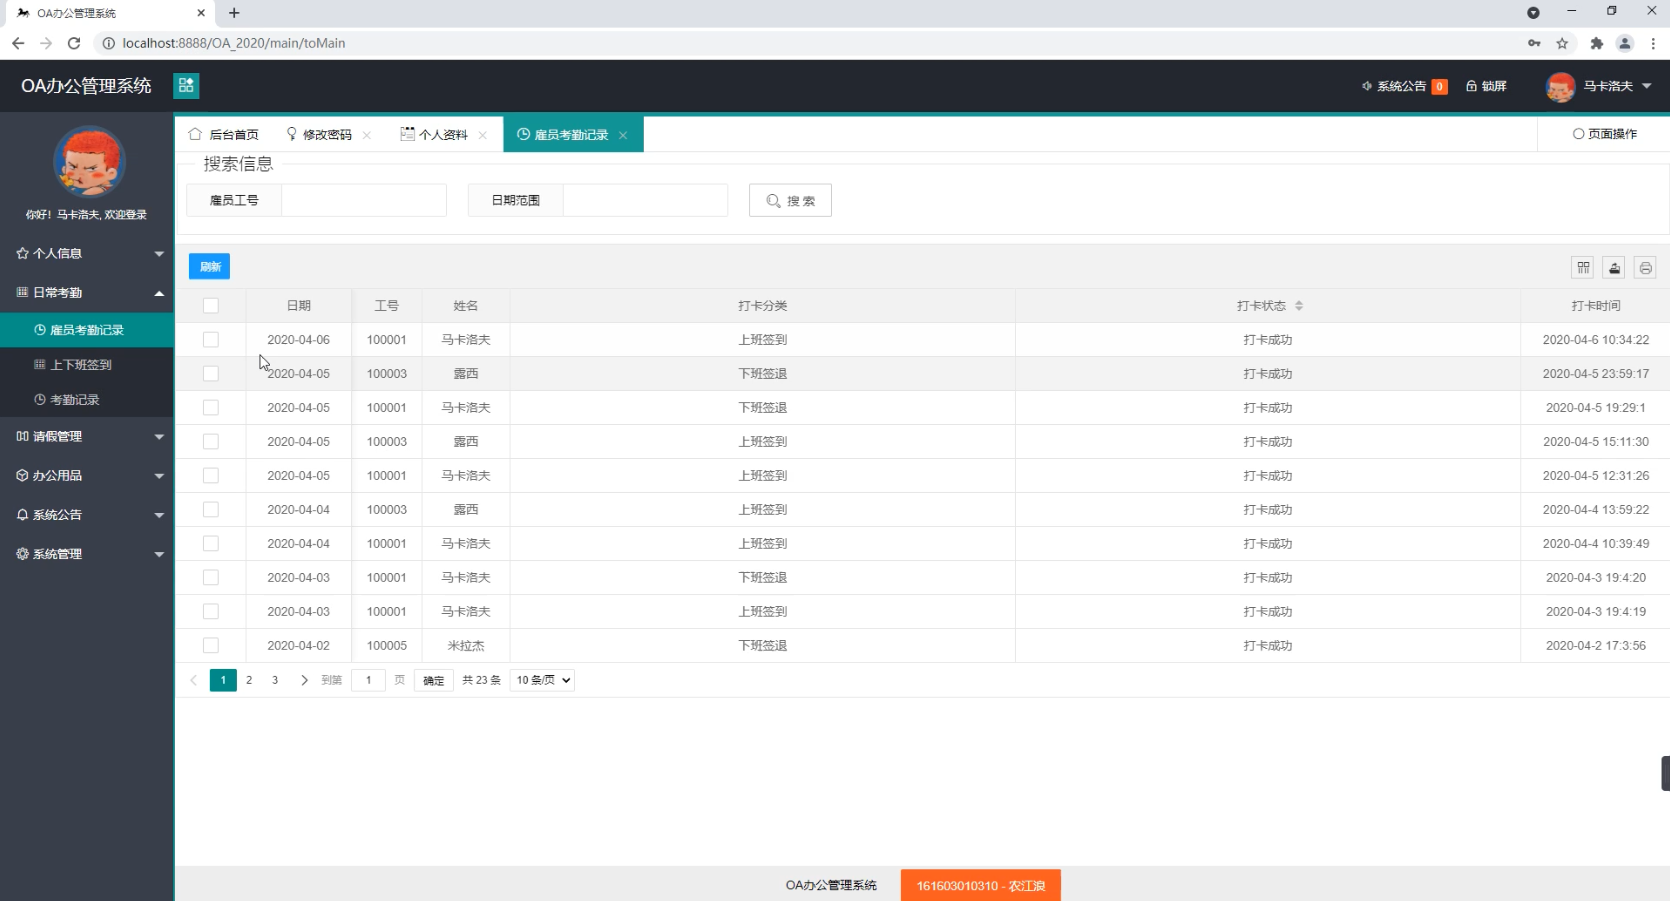 OA办公管理系统
localhost:8888/OA_2020/main/toMain
OA办公管理系统
系统公告 0 锁屏 马卡洛夫
你好！马卡洛夫, 欢迎登录
个人信息
日常考勤
雇员考勤记录
上下班签到
考勤记录
请假管理
办公用品
系统公告
系统管理
后台首页 修改密码 个人资料 雇员考勤记录 页面操作
搜索信息
雇员工号 日期范围 搜 索
刷新
日期 工号 姓名 打卡分类 打卡状态 打卡时间
2020-04-06 100001 马卡洛夫 上班签到 打卡成功 2020-04-6 10:34:22
2020-04-05 100003 露西 下班签退 打卡成功 2020-04-5 23:59:17
2020-04-05 100001 马卡洛夫 下班签退 打卡成功 2020-04-5 19:29:1
2020-04-05 100003 露西 上班签到 打卡成功 2020-04-5 15:11:30
2020-04-05 100001 马卡洛夫 上班签到 打卡成功 2020-04-5 12:31:26
2020-04-04 100003 露西 上班签到 打卡成功 2020-04-4 13:59:22
2020-04-04 100001 马卡洛夫 上班签到 打卡成功 2020-04-4 10:39:49
2020-04-03 100001 马卡洛夫 下班签退 打卡成功 2020-04-3 19:4:20
2020-04-03 100001 马卡洛夫 上班签到 打卡成功 2020-04-3 19:4:19
2020-04-02 100005 米拉杰 下班签退 打卡成功 2020-04-2 17:3:56
1 2 3 到第 1 页 确定 共 23 条 10 条/页
OA办公管理系统 161603010310 - 农江浪